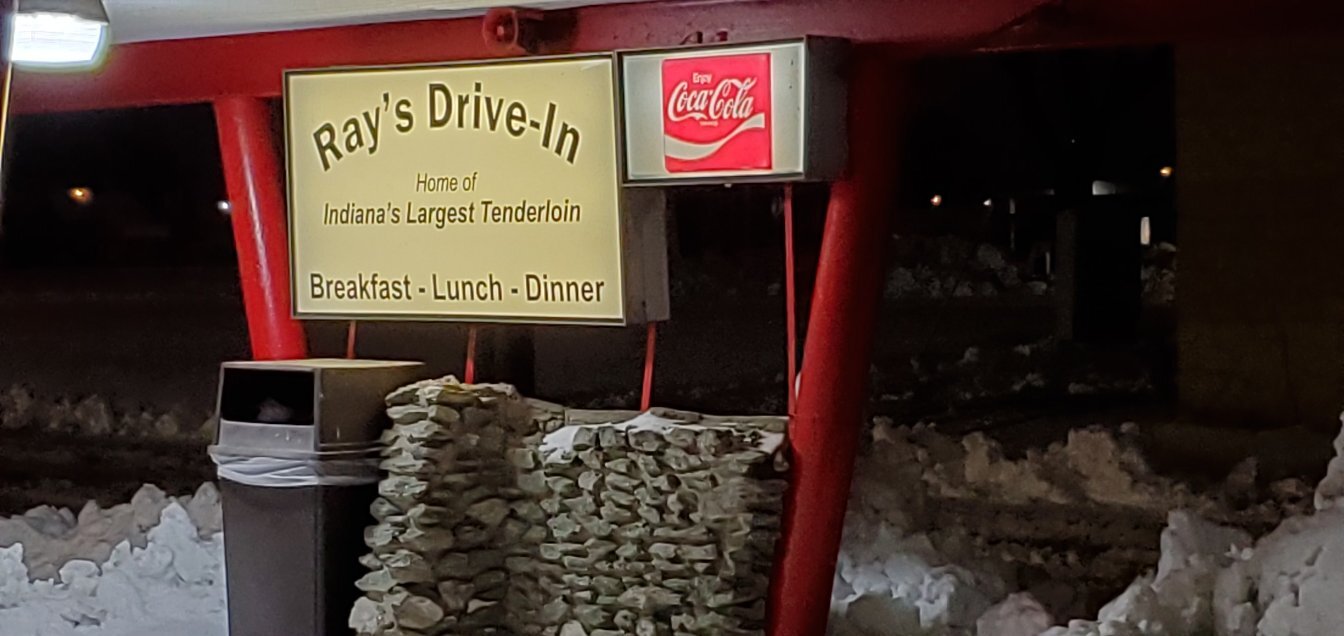 Ray's Drive-In
Home of
Indiana's Largest Tenderloin
Breakfast - Lunch - Dinner
Enjoy
Coca-Cola